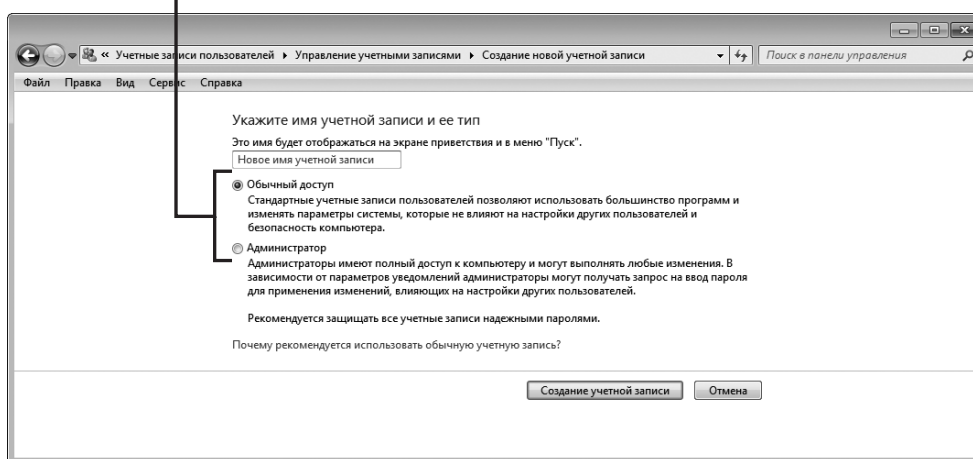 « Учетные записи пользователей ▸ Управление учетными записями ▸ Создание новой учетной записи
Поиск в панели управления
Файл Правка Вид Сервис Справка
Укажите имя учетной записи и ее тип
Это имя будет отображаться на экране приветствия и в меню "Пуск".
Новое имя учетной записи
Обычный доступ
Стандартные учетные записи пользователей позволяют использовать большинство программ и
изменять параметры системы, которые не влияют на настройки других пользователей и
безопасность компьютера.
Администратор
Администраторы имеют полный доступ к компьютеру и могут выполнять любые изменения. В
зависимости от параметров уведомлений администраторы могут получать запрос на ввод пароля
для применения изменений, влияющих на настройки других пользователей.
Рекомендуется защищать все учетные записи надежными паролями.
Почему рекомендуется использовать обычную учетную запись?
Создание учетной записи Отмена